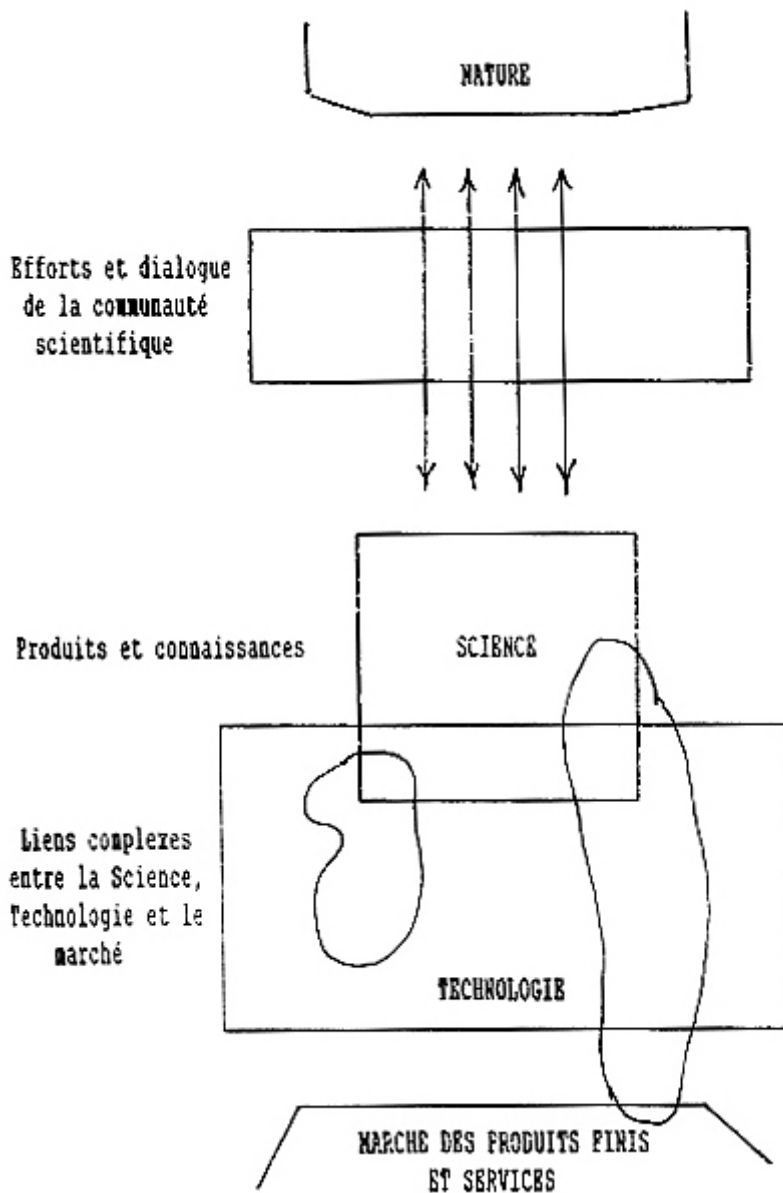 NATURE
Efforts et dialogue
de la communauté
scientifique
Produits et connaissances
SCIENCE
Liens complexes
entre la Science,
Technologie et le
marché
TECHNOLOGIE
MARCHE DES PRODUITS FINIS
ET SERVICES